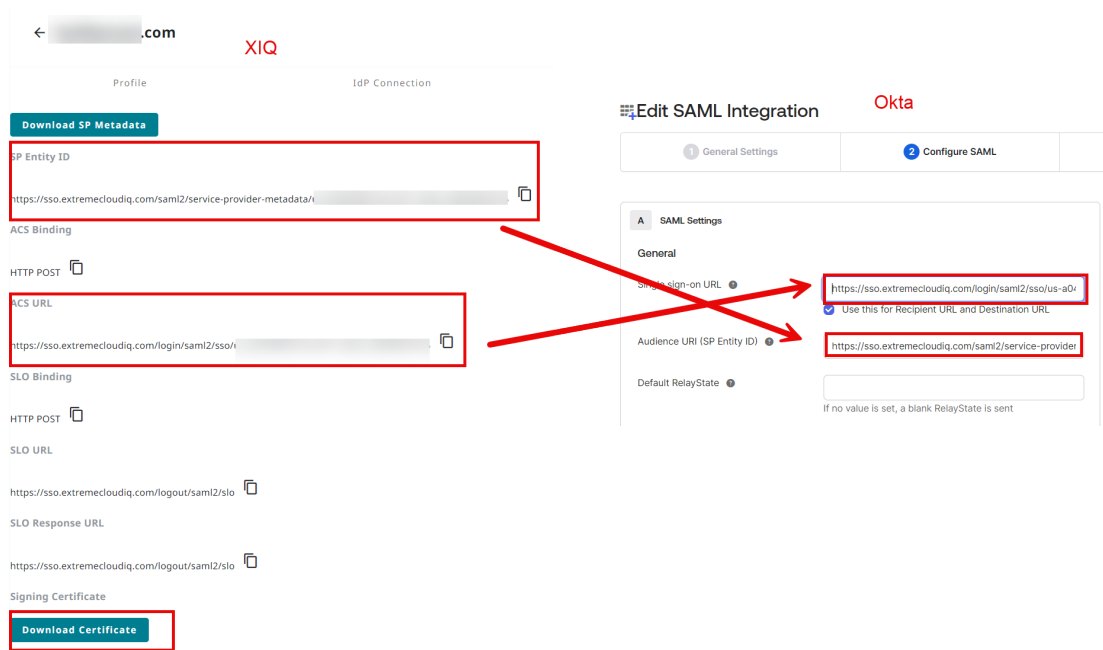 .com
XIQ
Profile
IdP Connection
Download SP Metadata
SP Entity ID
https://sso.extremecloudiq.com/saml2/service-provider-metadata/
ACS Binding
HTTP POST
ACS URL
https://sso.extremecloudiq.com/login/saml2/sso/
SLO Binding
HTTP POST
SLO URL
https://sso.extremecloudiq.com/logout/saml2/slo
SLO Response URL
https://sso.extremecloudiq.com/logout/saml2/slo
Signing Certificate
Download Certificate
Okta
Edit SAML Integration
1 General Settings
2 Configure SAML
A SAML Settings
General
Single sign-on URL
https://sso.extremecloudiq.com/login/saml2/sso/us-a04
Use this for Recipient URL and Destination URL
Audience URI (SP Entity ID)
https://sso.extremecloudiq.com/saml2/service-provider
Default RelayState
If no value is set, a blank RelayState is sent